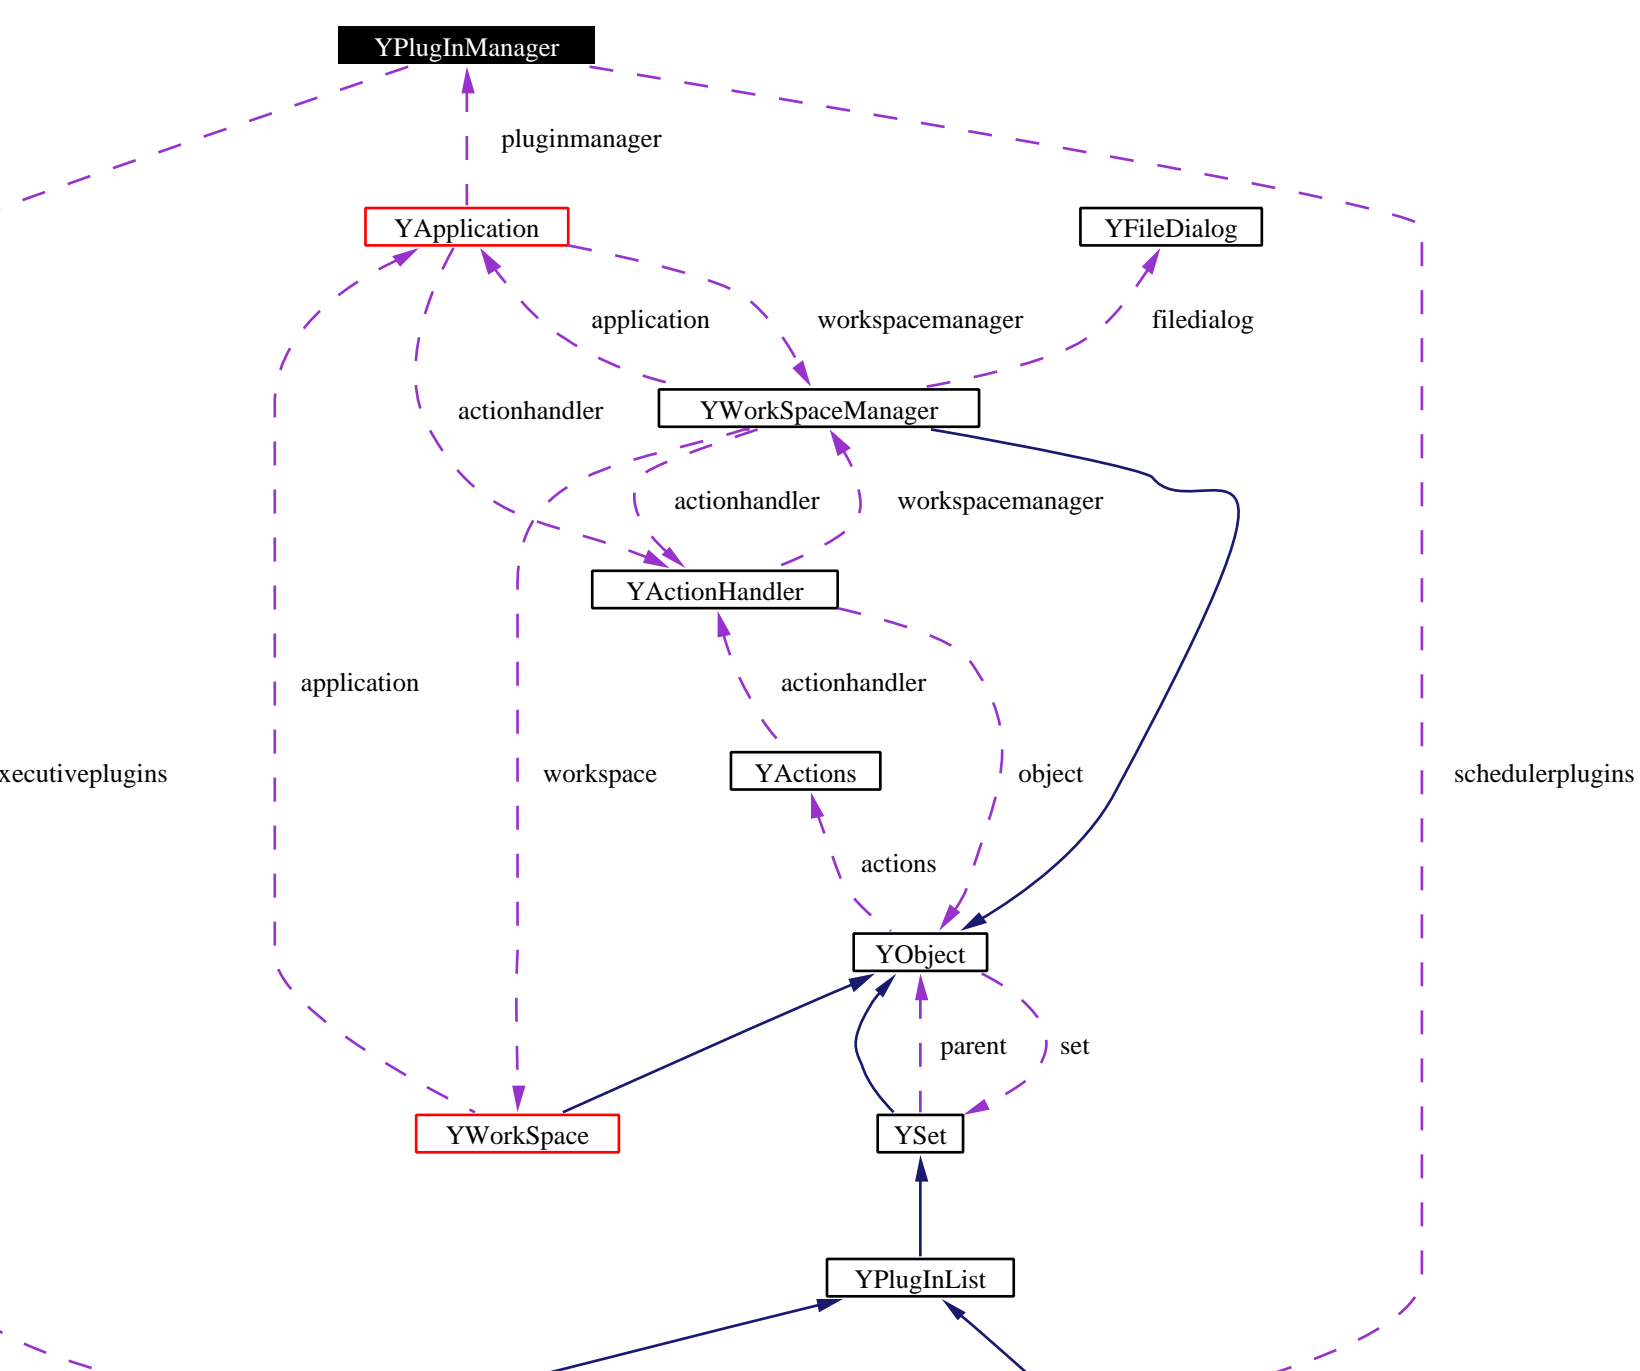 YPlugInManager
pluginmanager
YApplication
YFileDialog
application
workspacemanager
filedialog
YWorkSpaceManager
actionhandler
actionhandler
workspacemanager
YActionHandler
application
actionhandler
xecutiveplugins
workspace
YActions
object
schedulerplugins
actions
YObject
parent
set
YWorkSpace
YSet
YPlugInList